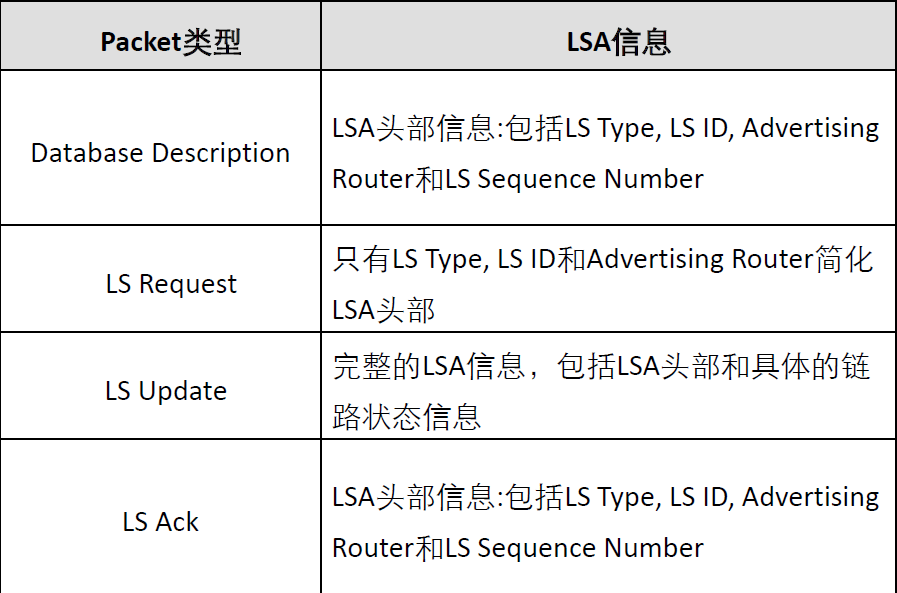 Packet类型
LSA信息
Database Description
LSA头部信息:包括LS Type, LS ID, Advertising
Router和LS Sequence Number
LS Request
只有LS Type, LS ID和Advertising Router简化
LSA头部
LS Update
完整的LSA信息，包括LSA头部和具体的链
路状态信息
LS Ack
LSA头部信息:包括LS Type, LS ID, Advertising
Router和LS Sequence Number